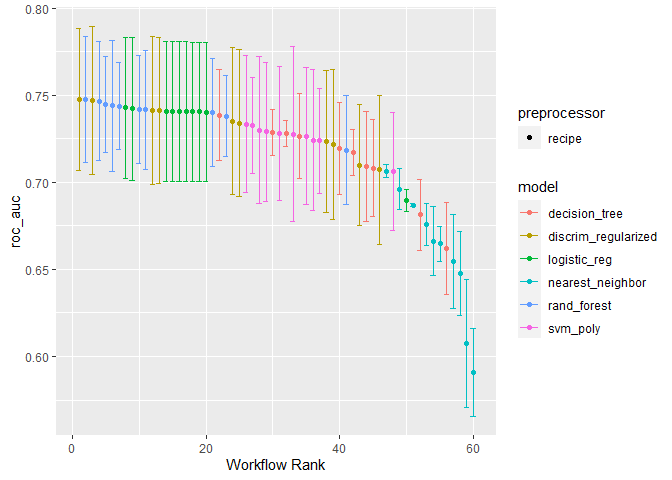 0.80
0.75
0.70
0.65
0.60
roc_auc
0
20
40
60
Workflow Rank
preprocessor
recipe
model
decision_tree
discrim_regularized
logistic_reg
nearest_neighbor
rand_forest
svm_poly